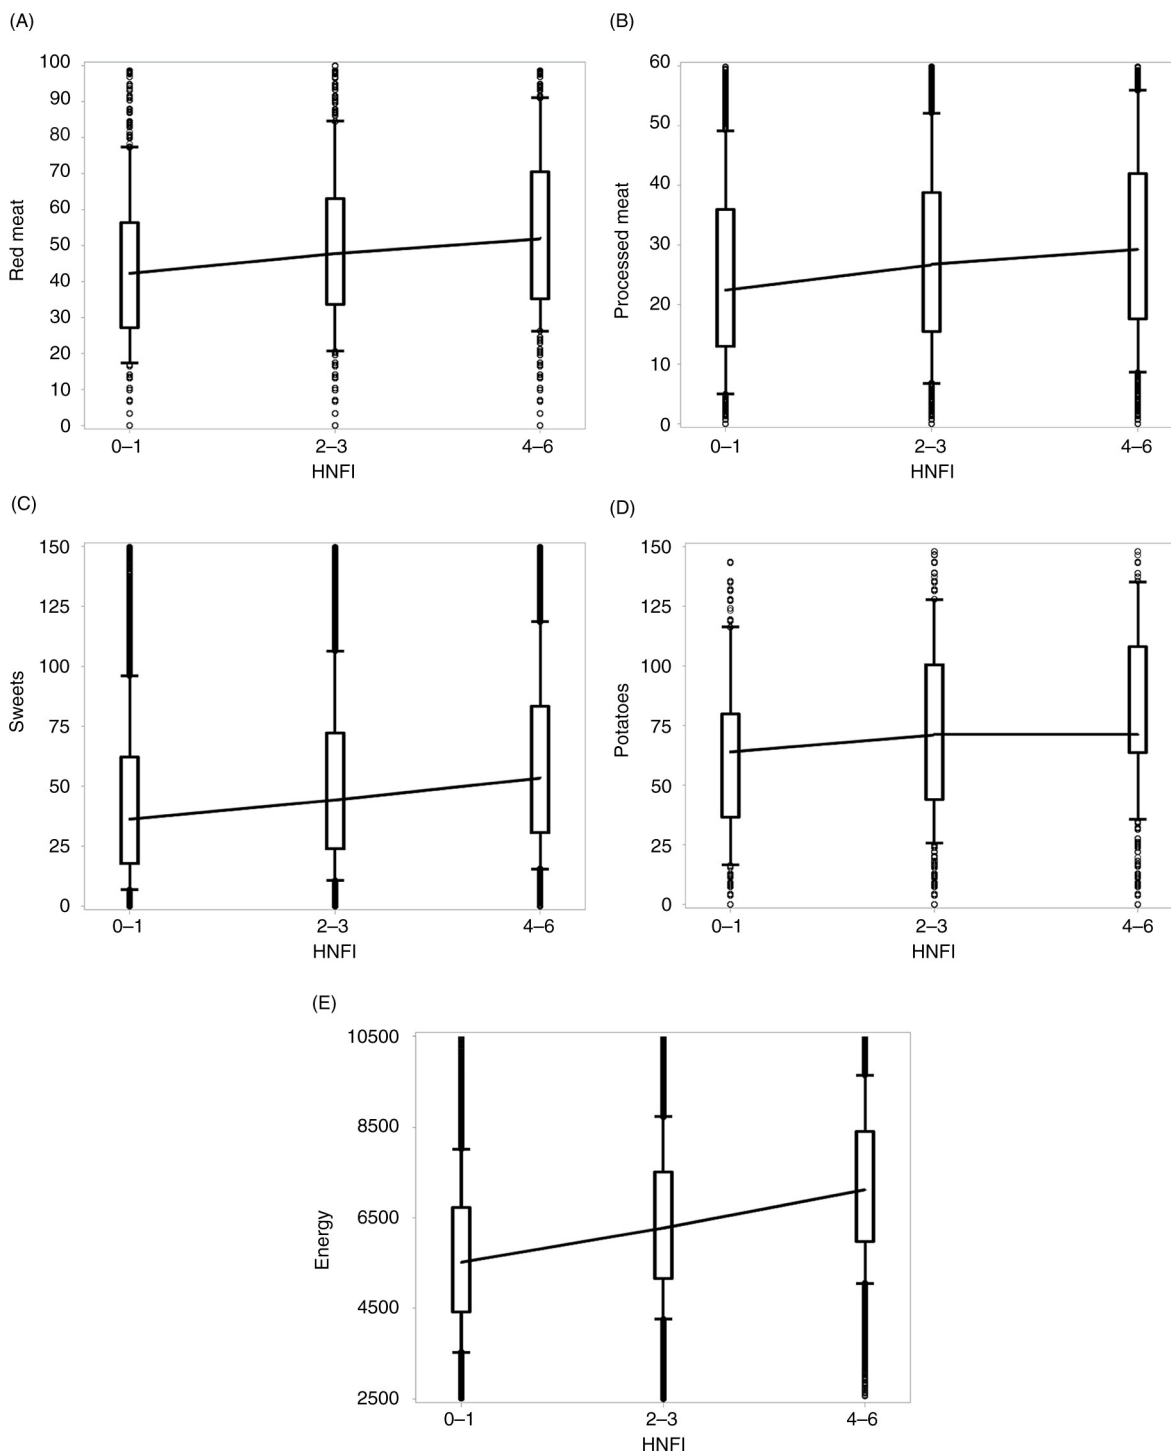 (A)
100
90
80
70
60
50
40
30
20
10
0
Red meat
0–1 2–3 4–6
HNFI
(B)
60
50
40
30
20
10
0
Processed meat
0–1 2–3 4–6
HNFI
(C)
150
125
100
75
50
25
0
Sweets
0–1 2–3 4–6
HNFI
(D)
150
125
100
75
50
25
0
Potatoes
0–1 2–3 4–6
HNFI
(E)
10500
8500
6500
4500
2500
Energy
0–1 2–3 4–6
HNFI